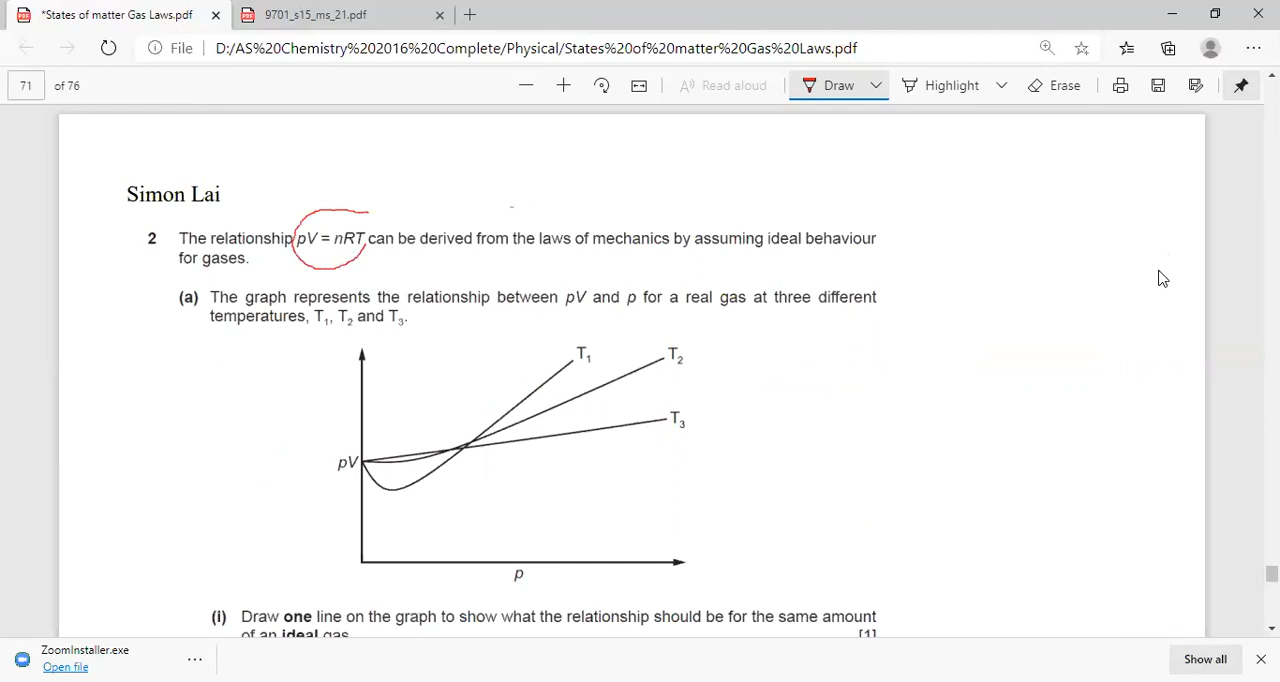 *States of matter Gas Laws.pdf
9701_s15_ms_21.pdf
File
D:/AS%20Chemistry%202016%20Complete/Physical/States%20of%20matter%20Gas%20Laws.pdf
71 of 76
Read aloud
Draw
Highlight
Erase
Simon Lai
2 The relationship pV = nRT can be derived from the laws of mechanics by assuming ideal behaviour
for gases.
(a) The graph represents the relationship between pV and p for a real gas at three different
temperatures, T₁, T₂ and T₃.
T₁
T₂
T₃
pV
p
(i) Draw one line on the graph to show what the relationship should be for the same amount
of an ideal gas. [1]
ZoomInstaller.exe
Open file
Show all